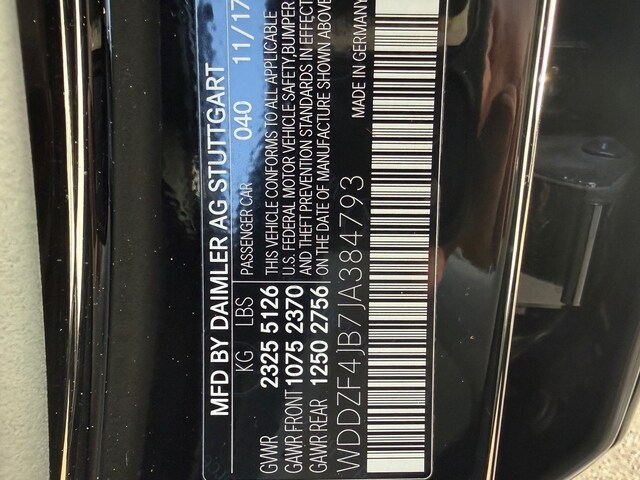 MFD BY DAIMLER AG STUTTGART
KG LBS PASSENGER CAR 040 11/17
GVWR 2325 5126 THIS VEHICLE CONFORMS TO ALL APPLICABLE
GAWR FRONT 1075 2370 U.S. FEDERAL MOTOR VEHICLE SAFETY, BUMPER
AND THEFT PREVENTION STANDARDS IN EFFECT
GAWR REAR 1250 2756 ON THE DATE OF MANUFACTURE SHOWN ABOVE
WDDZF4JB7JA384793 MADE IN GERMANY